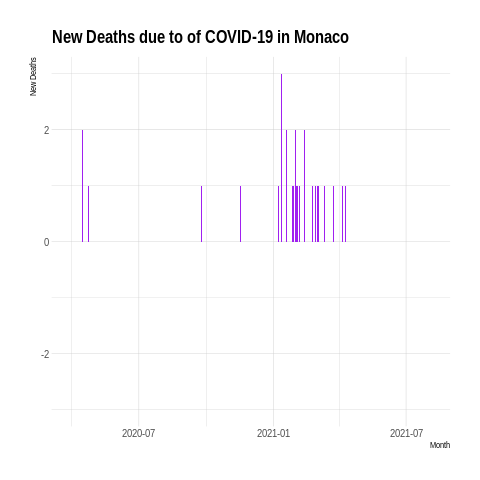 New Deaths due to of COVID-19 in Monaco
New Deaths
2
0
-2
2020-07
2021-01
2021-07
Month